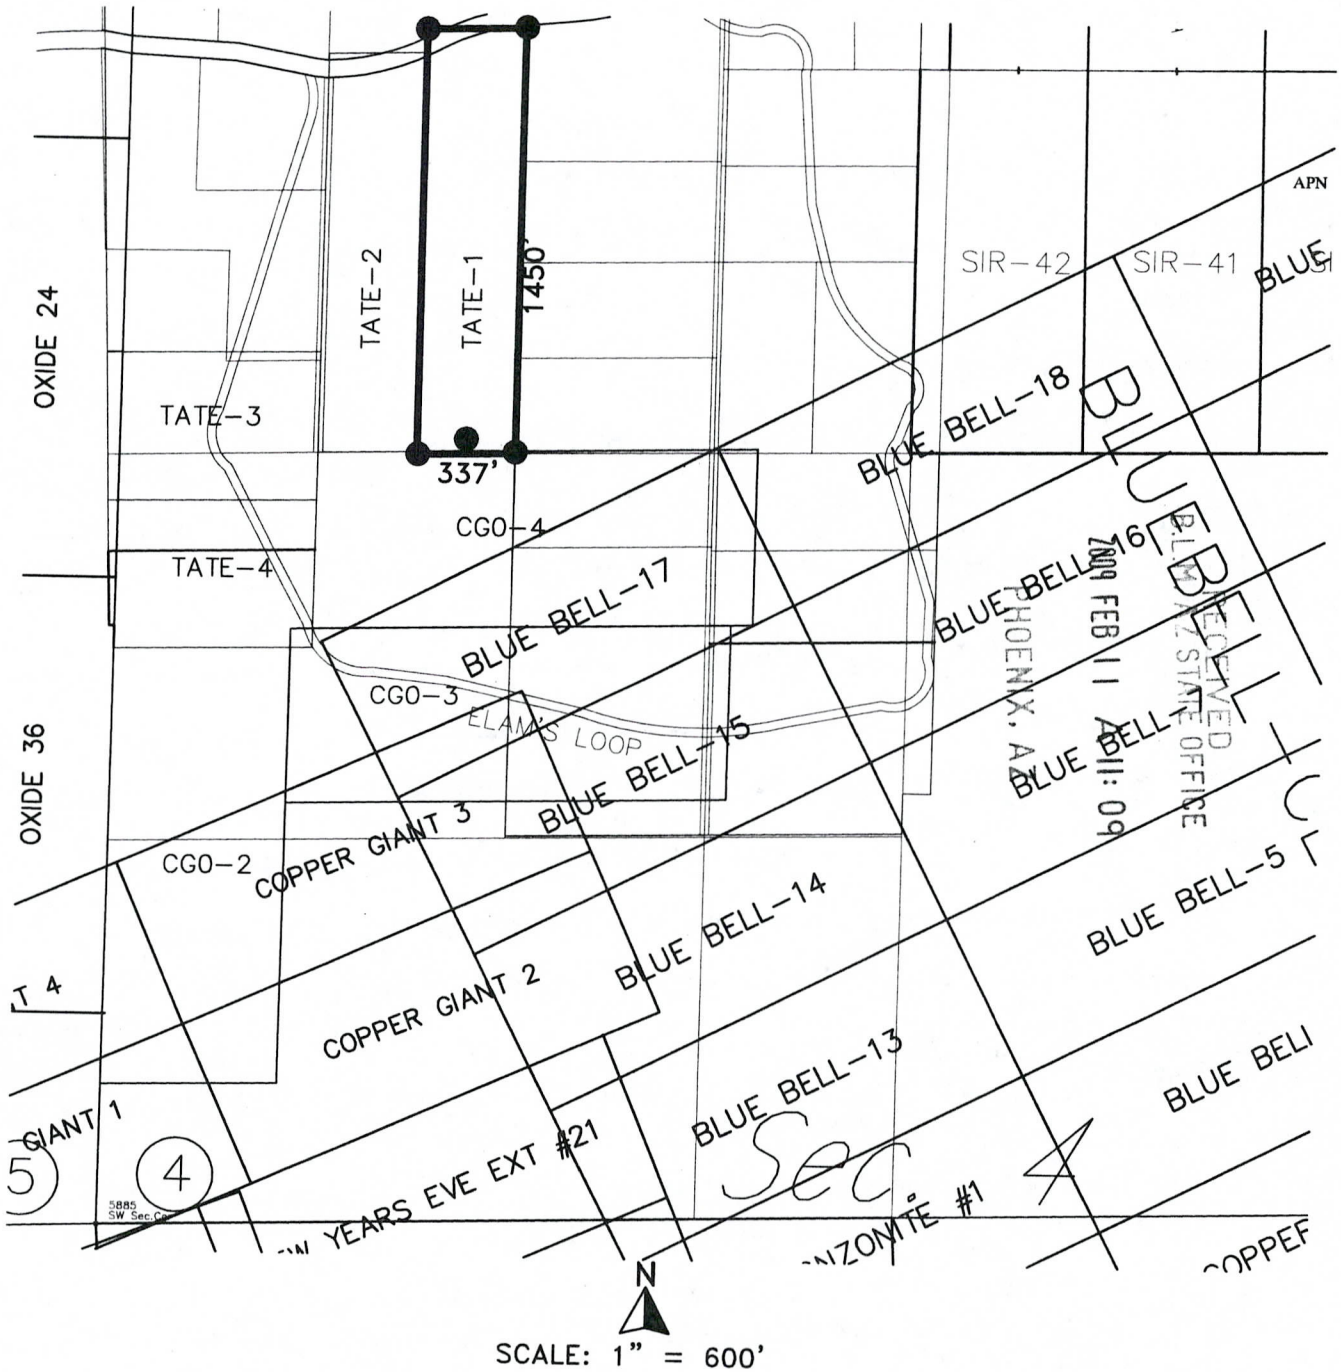 APN
SIR-42
SIR-41
SI
BLUE
OXIDE 24
TATE-2
TATE-1
1450'
TATE-3
337'
BLUE BELL-18
CGO-4
TATE-4
BLUE BELL-17
BLUE BELL-16
RECEIVED
B.L.M. AZ STATE OFFICE
2009 FEB 11 A 11: 09
PHOENIX, AZ
CGO-3
ELAM'S LOOP
BLUE BELL-15
OXIDE 36
COPPER GIANT 3
CGO-2
BLUE BELL-14
BLUE BELL-5
T 4
COPPER GIANT 2
BLUE BELL-13
GIANT 1
5
4
5885
SW Sec.
YEARS EVE EXT #21
Sec 4
NZONITE #1
COPPER
N
SCALE: 1" = 600'